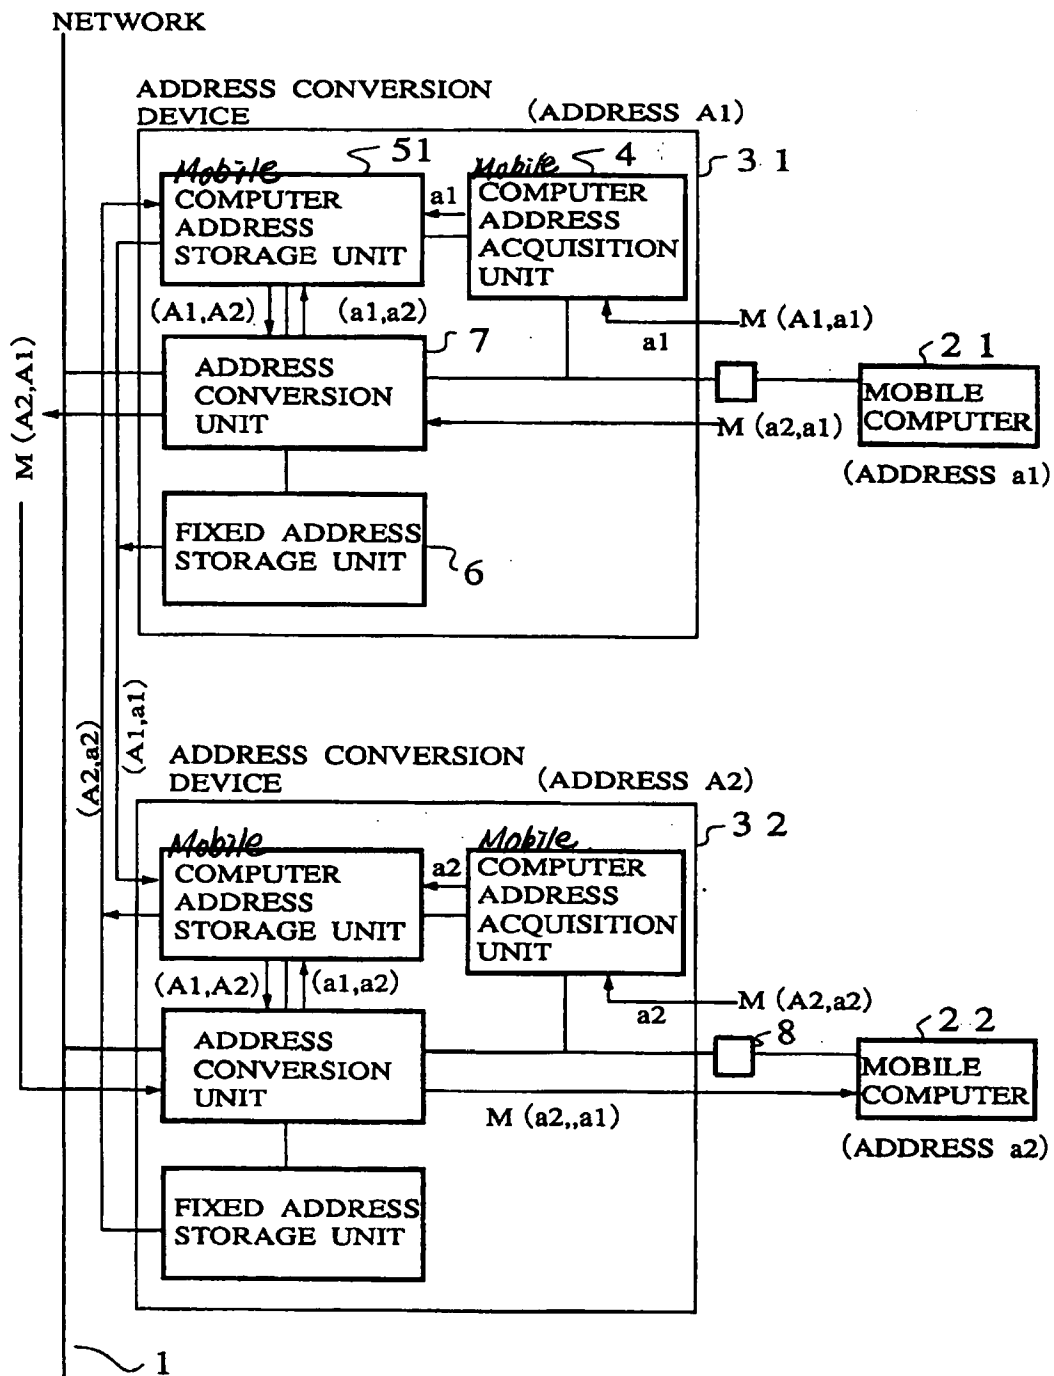 NETWORK
ADDRESS CONVERSION
DEVICE
(ADDRESS A1)
31
51
4
Mobile
COMPUTER
ADDRESS
STORAGE UNIT
a1
Mobile
COMPUTER
ADDRESS
ACQUISITION
UNIT
(A1,A2)
(a1,a2)
a1
M (A1,a1)
7
ADDRESS
CONVERSION
UNIT
21
MOBILE
COMPUTER
(ADDRESS a1)
M (a2,a1)
M (A2,A1)
FIXED ADDRESS
STORAGE UNIT
6
(A2,a2)
(A1,a1)
ADDRESS CONVERSION
DEVICE
(ADDRESS A2)
32
Mobile
COMPUTER
ADDRESS
STORAGE UNIT
a2
Mobile
COMPUTER
ADDRESS
ACQUISITION
UNIT
(A1,A2)
(a1,a2)
a2
M (A2,a2)
8
22
ADDRESS
CONVERSION
UNIT
MOBILE
COMPUTER
M (a2,,a1)
(ADDRESS a2)
FIXED ADDRESS
STORAGE UNIT
1